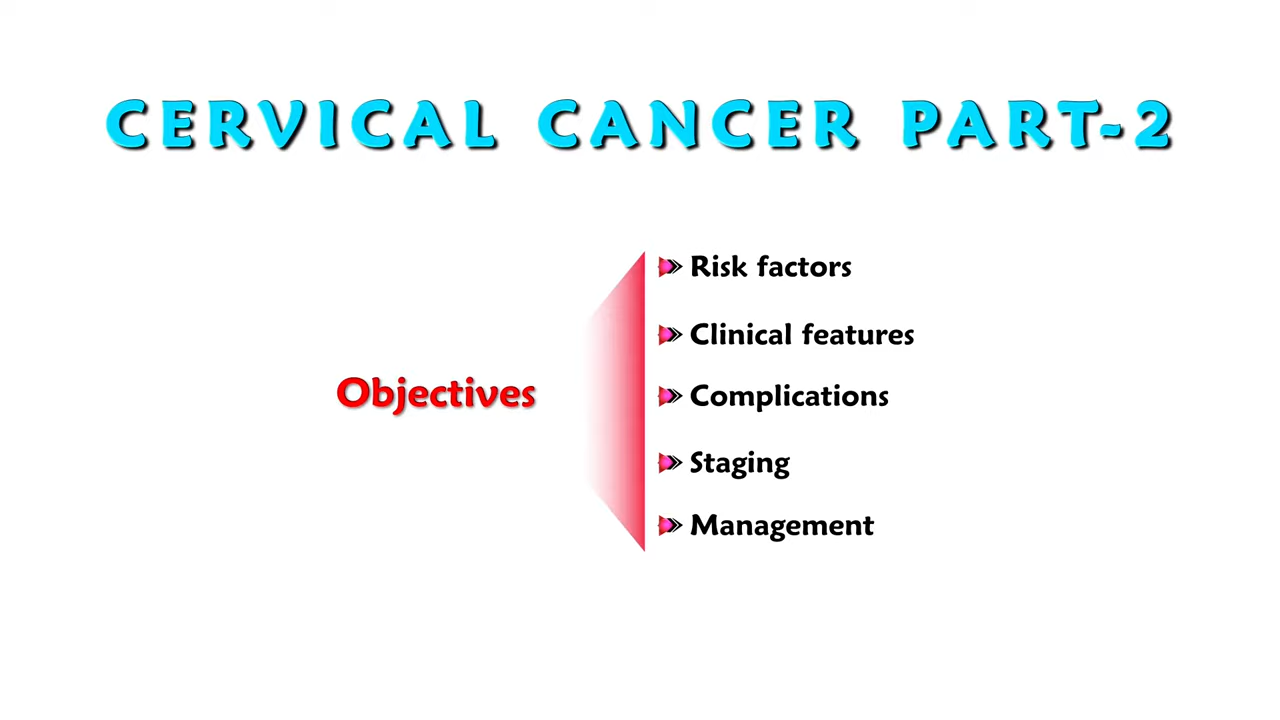 CERVICAL CANCER PART-2
Objectives
Risk factors
Clinical features
Complications
Staging
Management